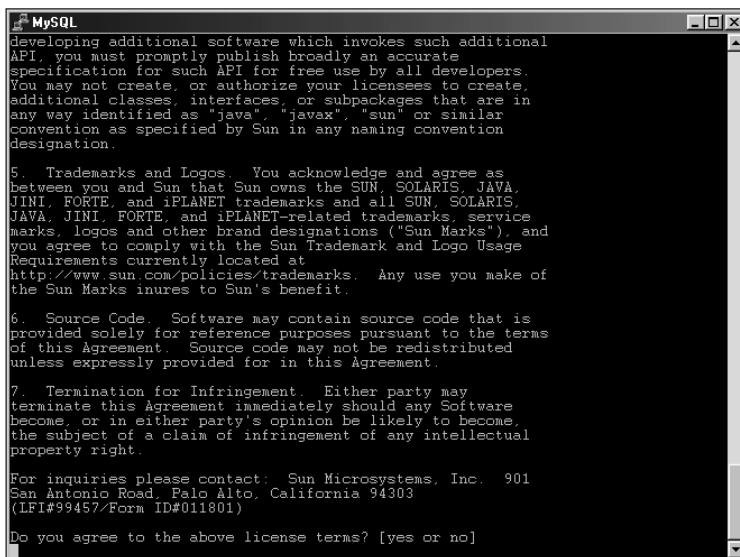 MySQL
developing additional software which invokes such additional
API, you must promptly publish broadly an accurate
specification for such API for free use by all developers.
You may not create, or authorize your licensees to create,
additional classes, interfaces, or subpackages that are in
any way identified as "java", "javax", "sun" or similar
convention as specified by Sun in any naming convention
designation.
5.  Trademarks and Logos.  You acknowledge and agree as
between you and Sun that Sun owns the SUN, SOLARIS, JAVA,
JINI, FORTE, and iPLANET trademarks and all SUN, SOLARIS,
JAVA, JINI, FORTE, and iPLANET-related trademarks, service
marks, logos and other brand designations ("Sun Marks"), and
you agree to comply with the Sun Trademark and Logo Usage
Requirements currently located at
http://www.sun.com/policies/trademarks.  Any use you make of
the Sun Marks inures to Sun's benefit.
6.  Source Code.  Software may contain source code that is
provided solely for reference purposes pursuant to the terms
of this Agreement.  Source code may not be redistributed
unless expressly provided for in this Agreement.
7.  Termination for Infringement.  Either party may
terminate this Agreement immediately should any Software
become, or in either party's opinion be likely to become,
the subject of a claim of infringement of any intellectual
property right.
For inquiries please contact:  Sun Microsystems, Inc.  901
San Antonio Road, Palo Alto, California 94303
(LFI#99457/Form ID#011801)
Do you agree to the above license terms? [yes or no]